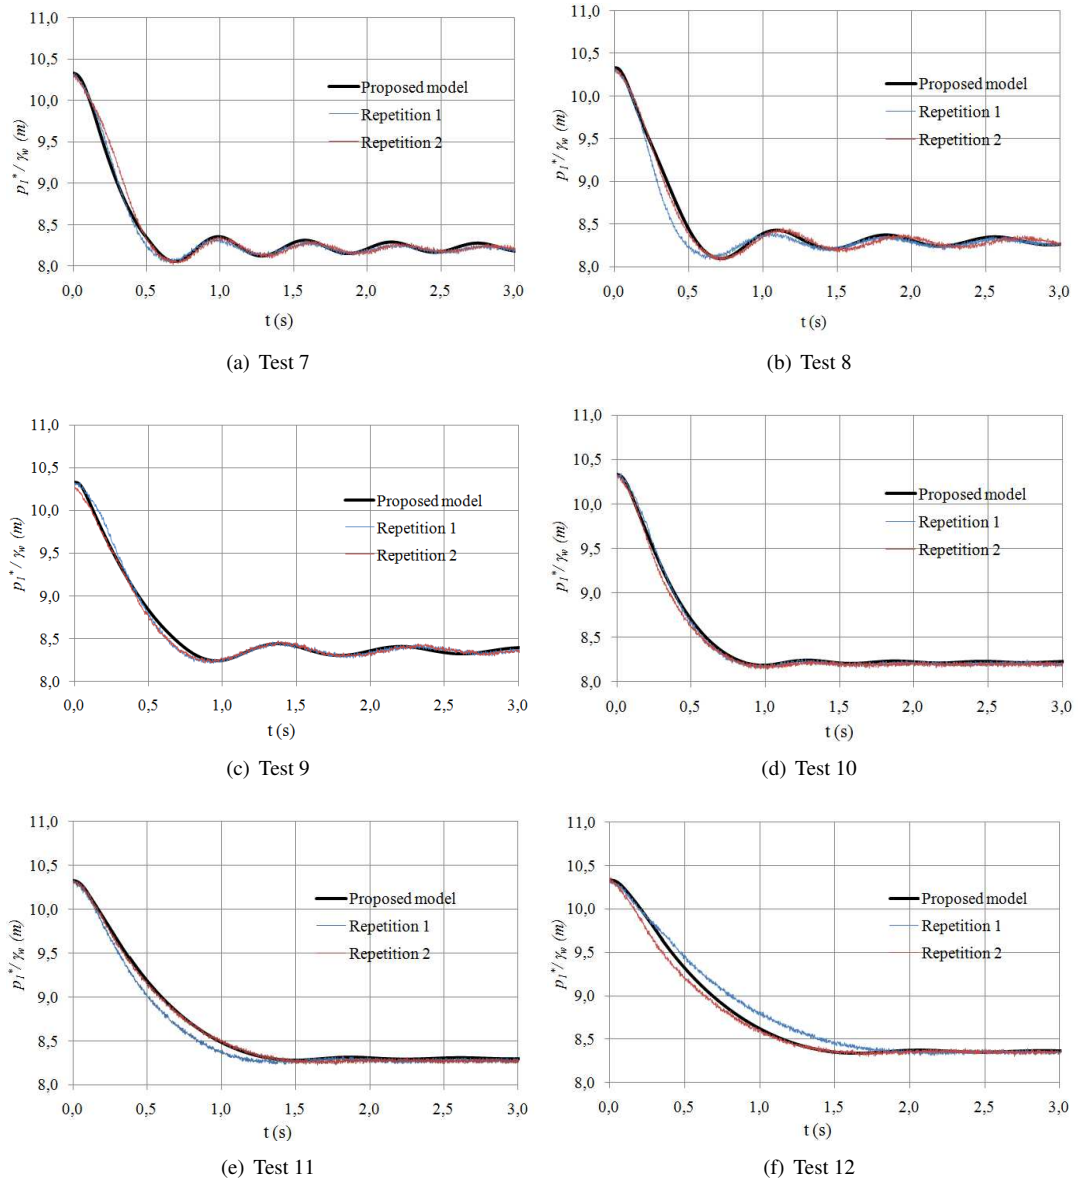 11,0
10,5
10,0
9,5
9,0
8,5
8,0
p₁*/γw (m)
0,0 0,5 1,0 1,5 2,0 2,5 3,0
t (s)
Proposed model
Repetition 1
Repetition 2
(a) Test 7
11,0
10,5
10,0
9,5
9,0
8,5
8,0
p₁*/γw (m)
0,0 0,5 1,0 1,5 2,0 2,5 3,0
t (s)
Proposed model
Repetition 1
Repetition 2
(b) Test 8
11,0
10,5
10,0
9,5
9,0
8,5
8,0
p₁*/γw (m)
0,0 0,5 1,0 1,5 2,0 2,5 3,0
t (s)
Proposed model
Repetition 1
Repetition 2
(c) Test 9
11,0
10,5
10,0
9,5
9,0
8,5
8,0
p₁*/γw (m)
0,0 0,5 1,0 1,5 2,0 2,5 3,0
t (s)
Proposed model
Repetition 1
Repetition 2
(d) Test 10
11,0
10,5
10,0
9,5
9,0
8,5
8,0
p₁*/γw (m)
0,0 0,5 1,0 1,5 2,0 2,5 3,0
t (s)
Proposed model
Repetition 1
Repetition 2
(e) Test 11
11,0
10,5
10,0
9,5
9,0
8,5
8,0
p₁*/γw (m)
0,0 0,5 1,0 1,5 2,0 2,5 3,0
t (s)
Proposed model
Repetition 1
Repetition 2
(f) Test 12